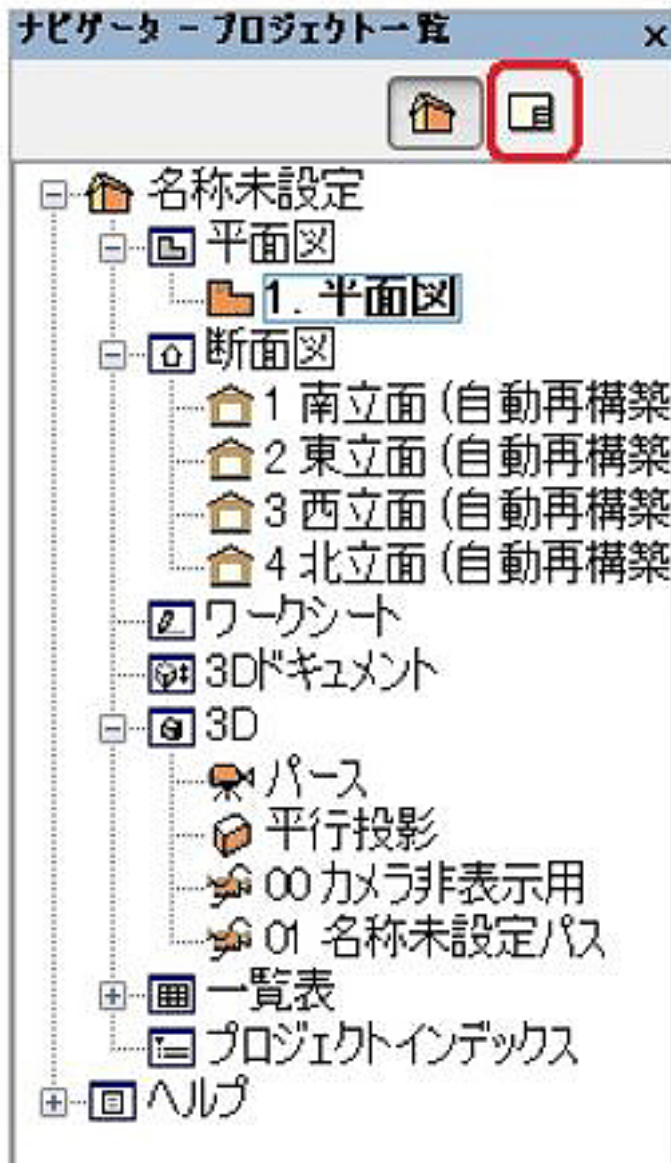 ナビゲータ - プロジェクト一覧
名称未設定
平面図
1. 平面図
断面図
1 南立面 (自動再構築
2 東立面 (自動再構築
3 西立面 (自動再構築
4 北立面 (自動再構築
ワークシート
3Dドキュメント
3D
パース
平行投影
00 カメラ非表示用
01 名称未設定パス
一覧表
プロジェクトインデックス
ヘルプ